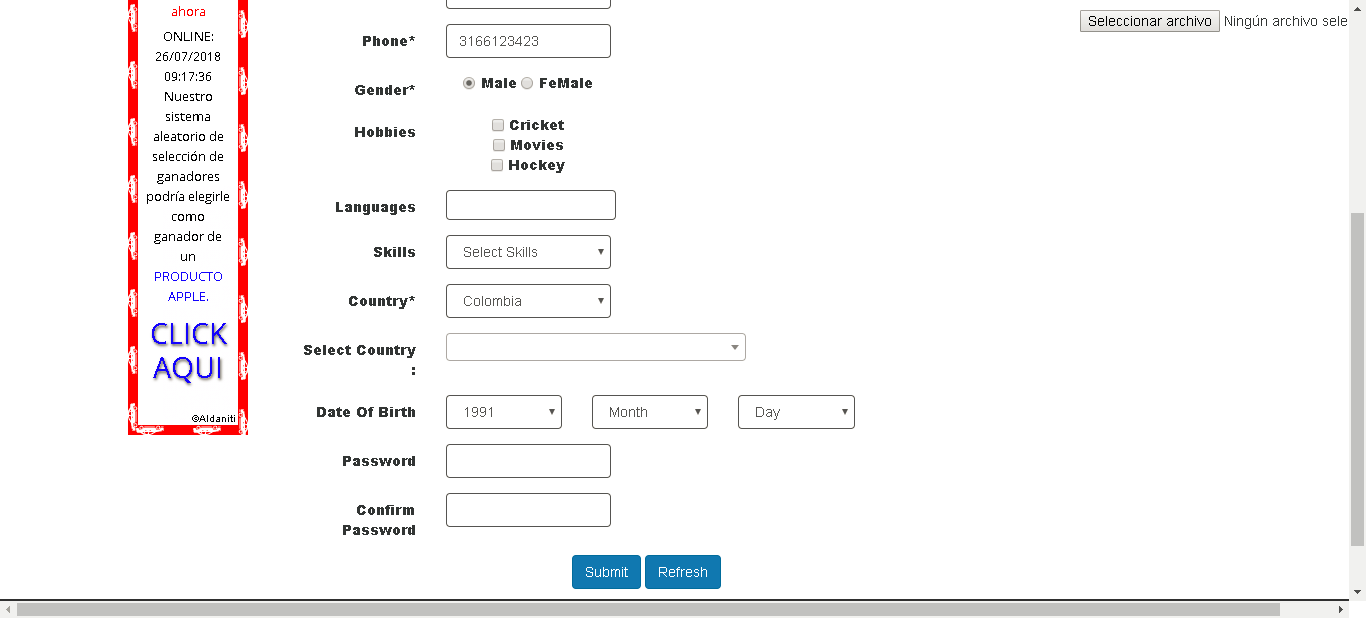 ahora
ONLINE:
26/07/2018
09:17:36
Nuestro
sistema
aleatorio de
selección de
ganadores
podría elegirle
como
ganador de
un
PRODUCTO
APPLE.
CLICK
AQUI
©Aldaniti
Seleccionar archivo Ningún archivo sele
Phone* 3166123423
Gender* Male FeMale
Hobbies Cricket
Movies
Hockey
Languages
Skills Select Skills
Country* Colombia
Select Country
:
Date Of Birth 1991 Month Day
Password
Confirm
Password
Submit Refresh